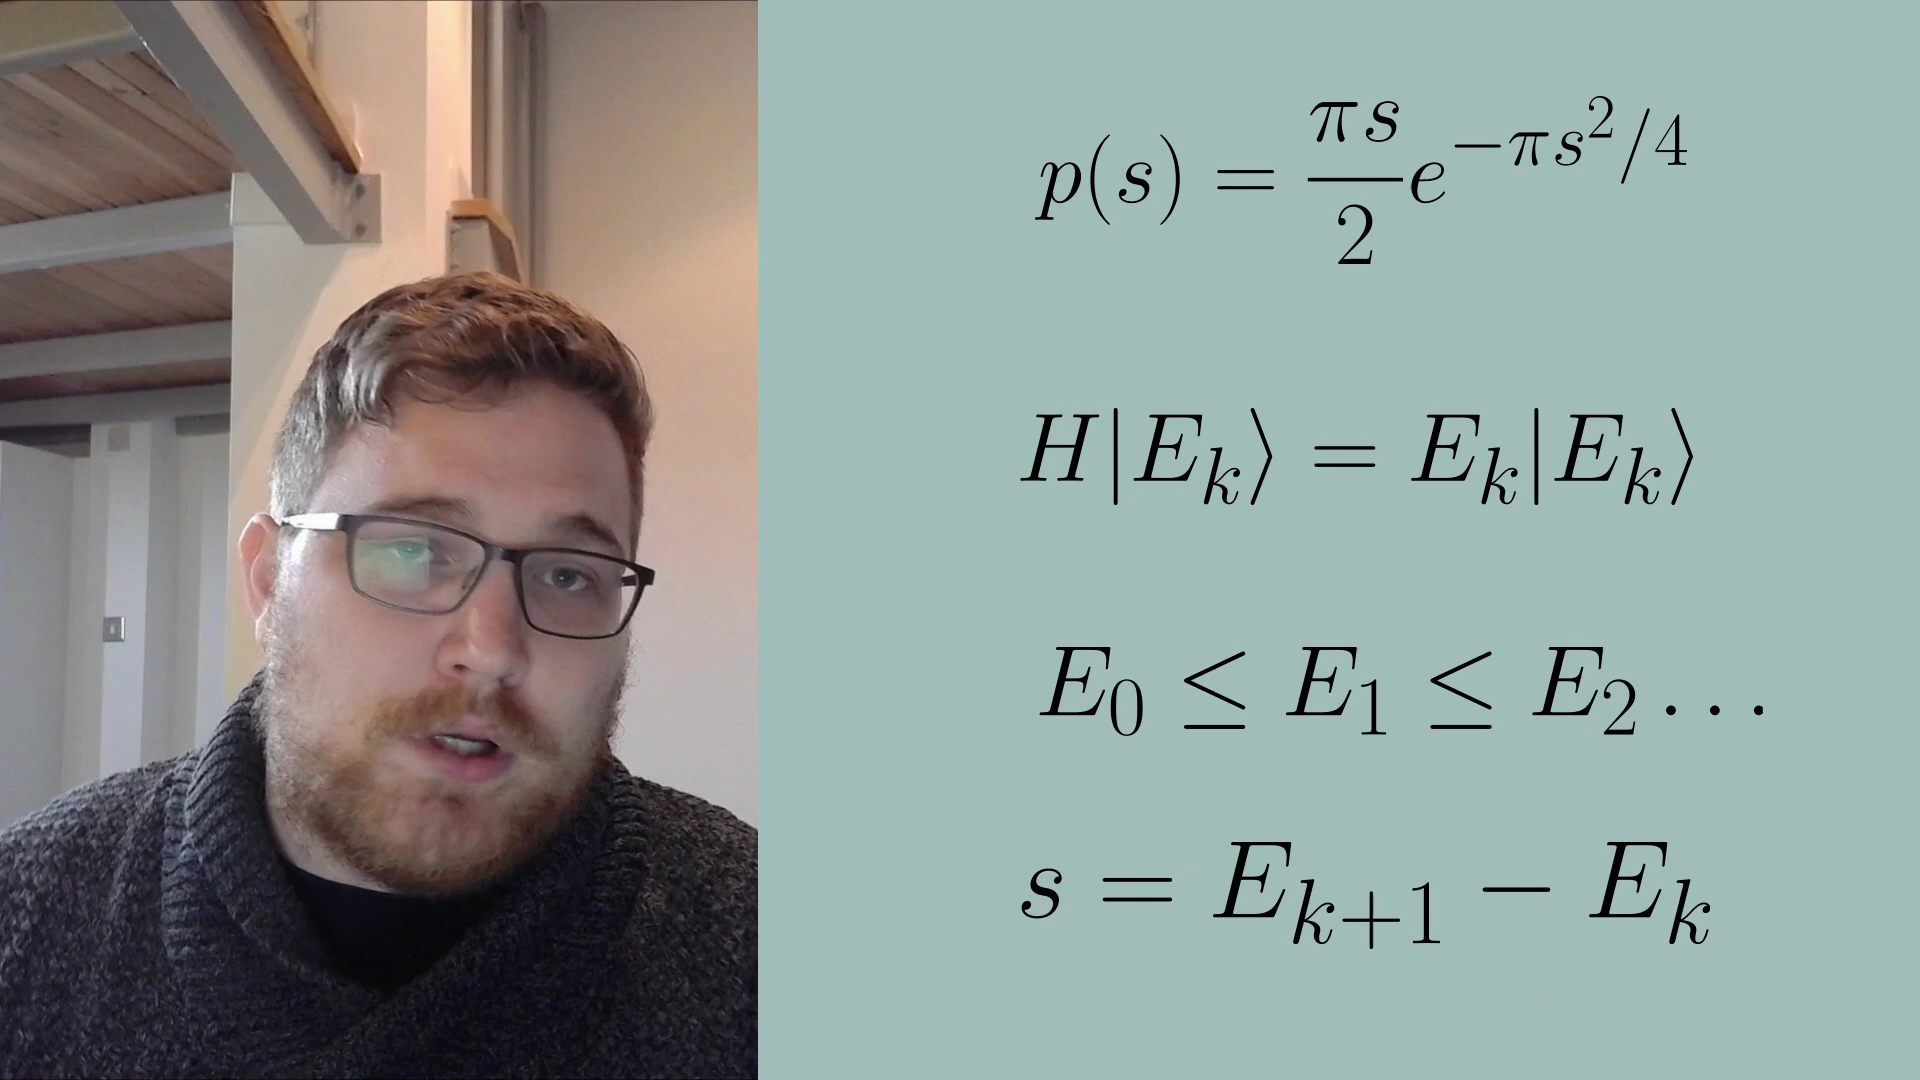 p(s) = πs/2 e^{−πs²/4}
H|E_k⟩ = E_k|E_k⟩
E_0 ≤ E_1 ≤ E_2 …
s = E_{k+1} − E_k